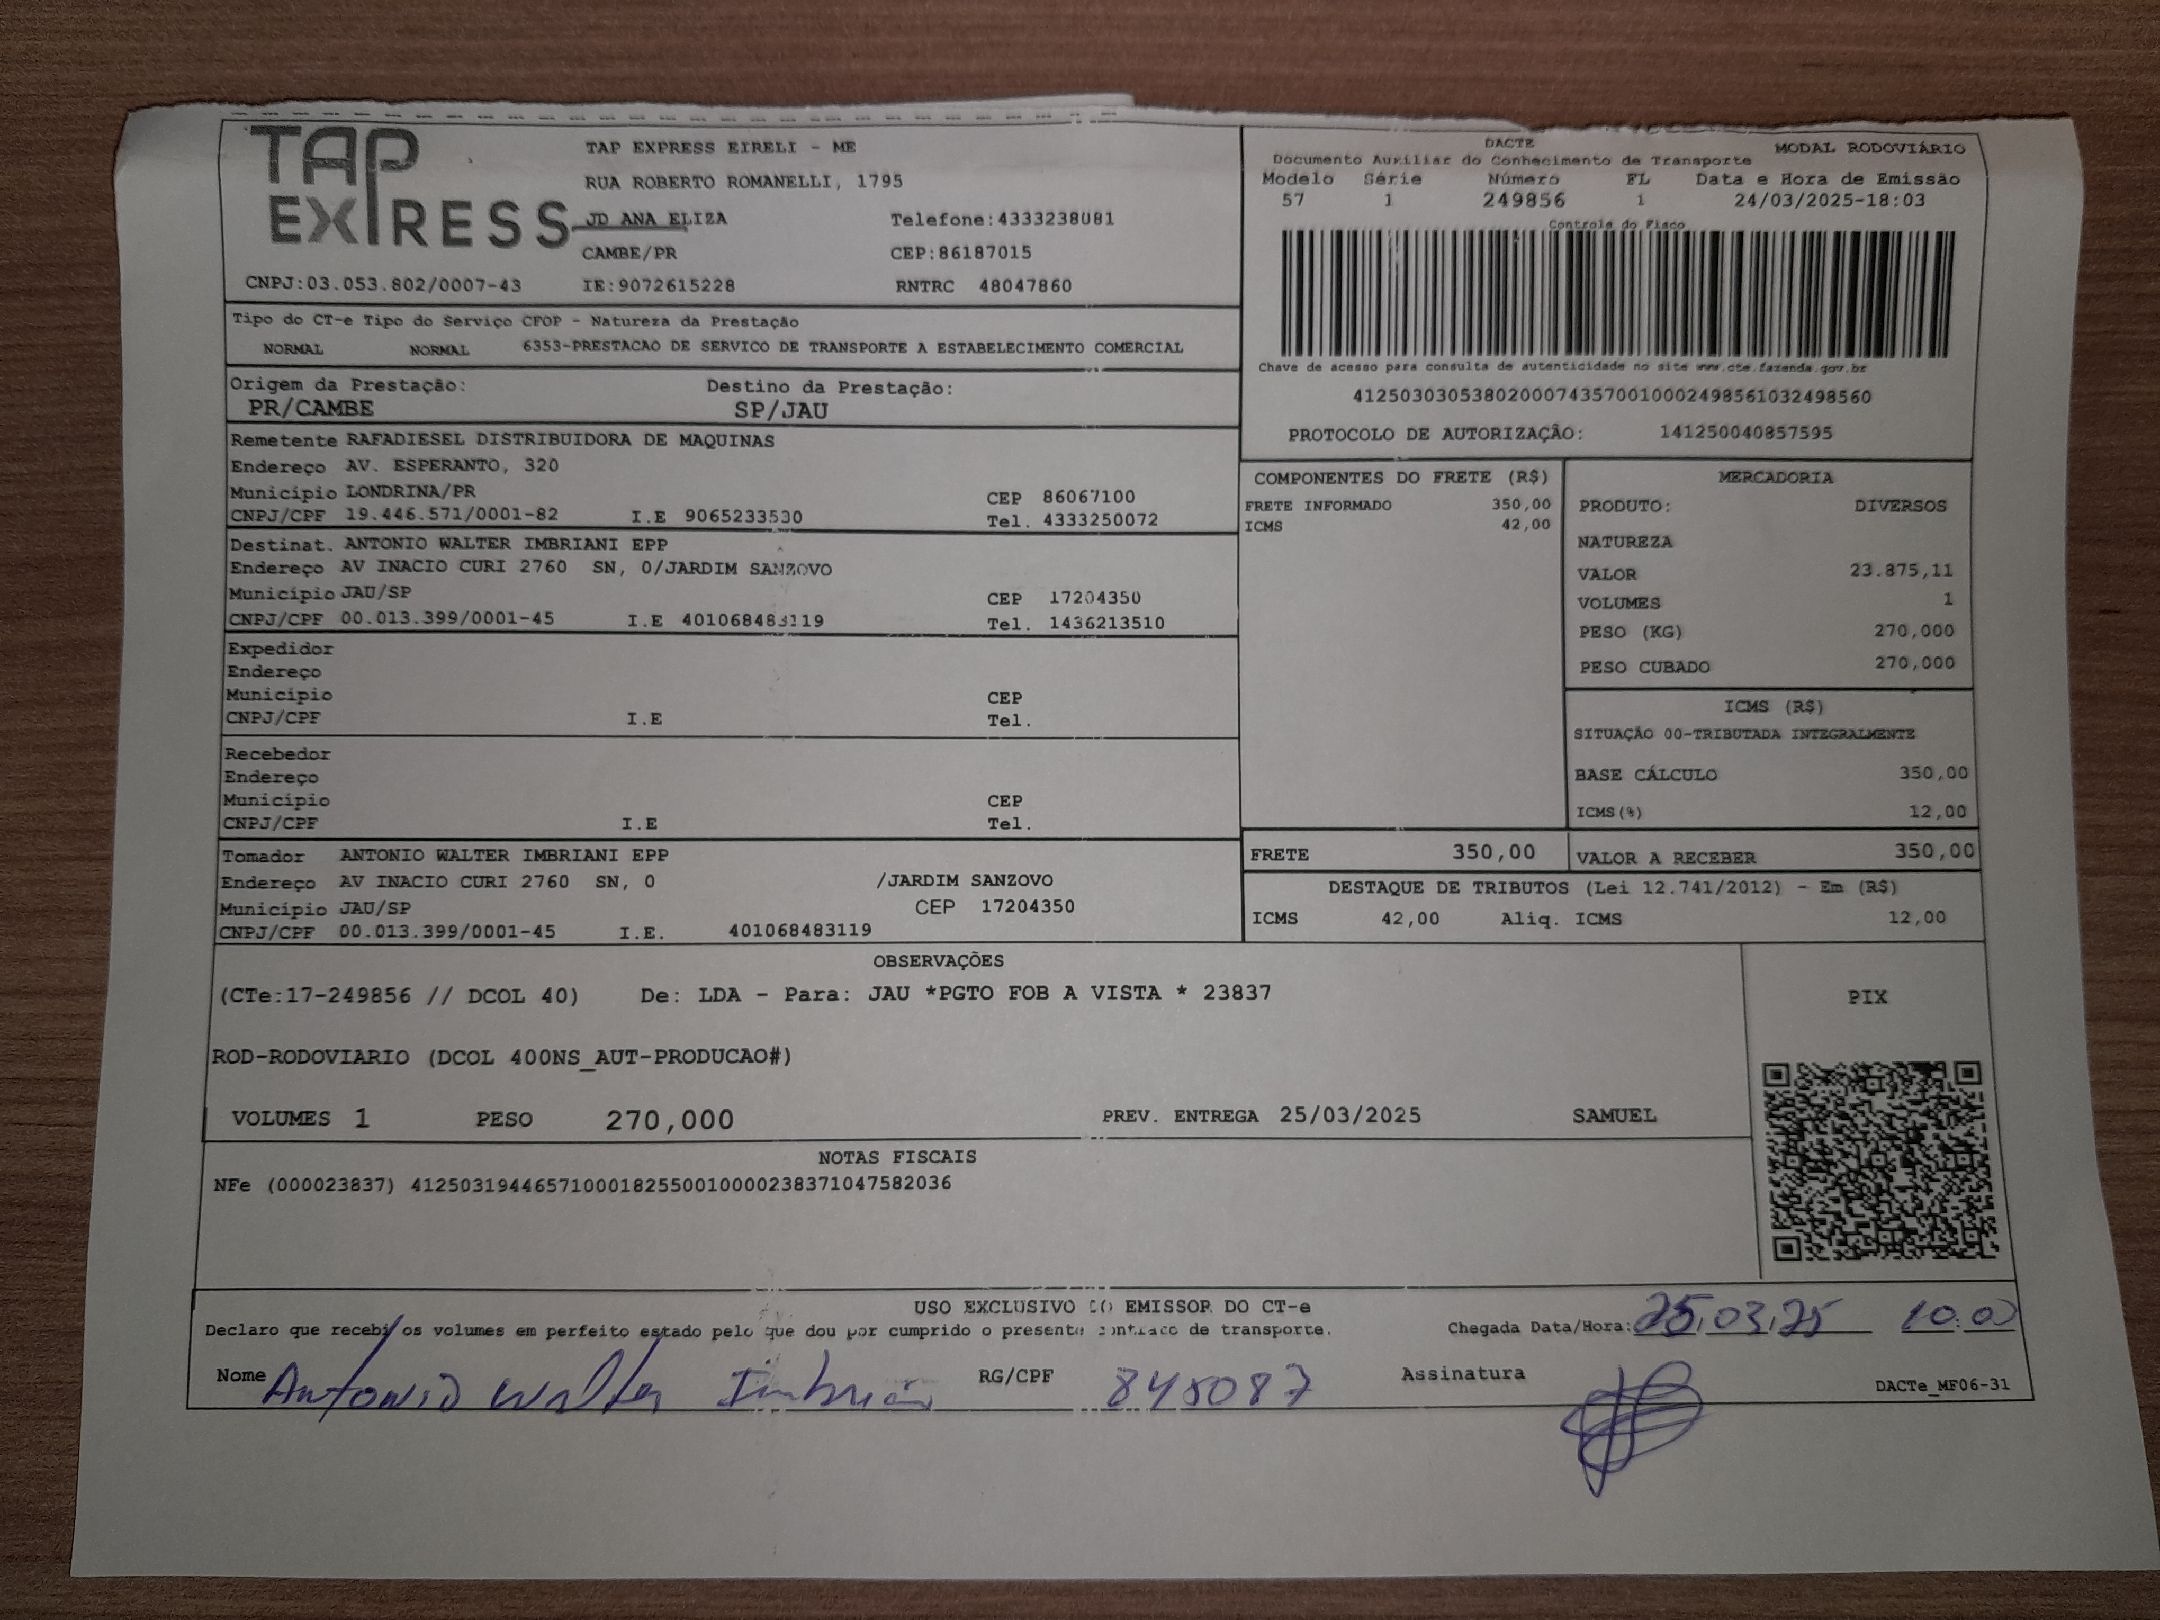 TAP
EXPRESS
TAP EXPRESS EIRELI - ME
RUA ROBERTO ROMANELLI, 1795
JD ANA ELIZA Telefone:4333238081
CAMBE/PR CEP:86187015
CNPJ:03.053.802/0007-43 IE:9072615228 RNTRC 48047860
DACTE MODAL RODOVIÁRIO
Documento Auxiliar do Conhecimento de Transporte
Modelo Série Número FL Data e Hora de Emissão
57 1 249856 1 24/03/2025-18:03
Controle do Fisco
Chave de acesso para consulta de autenticidade no site www.cte.fazenda.gov.br
41250303053802000743570010002498561032498560
PROTOCOLO DE AUTORIZAÇÃO: 141250040857595
Tipo do CT-e Tipo do Serviço CFOP - Natureza da Prestação
NORMAL NORMAL 6353-PRESTACAO DE SERVICO DE TRANSPORTE A ESTABELECIMENTO COMERCIAL
Origem da Prestação: Destino da Prestação:
PR/CAMBE SP/JAU
Remetente RAFADIESEL DISTRIBUIDORA DE MAQUINAS
Endereço AV. ESPERANTO, 320
Município LONDRINA/PR CEP 86067100
CNPJ/CPF 19.446.571/0001-82 I.E 9065233530 Tel. 4333250072
Destinat. ANTONIO WALTER IMBRIANI EPP
Endereço AV INACIO CURI 2760 SN, 0/JARDIM SANZOVO
Município JAU/SP CEP 17204350
CNPJ/CPF 00.013.399/0001-45 I.E 401068483119 Tel. 1436213510
Expedidor
Endereço
Município CEP
CNPJ/CPF I.E Tel.
Recebedor
Endereço
Município CEP
CNPJ/CPF I.E Tel.
Tomador ANTONIO WALTER IMBRIANI EPP
Endereço AV INACIO CURI 2760 SN, 0 /JARDIM SANZOVO
Município JAU/SP CEP 17204350
CNPJ/CPF 00.013.399/0001-45 I.E. 401068483119
COMPONENTES DO FRETE (R$)
FRETE INFORMADO 350,00
ICMS 42,00
MERCADORIA
PRODUTO: DIVERSOS
NATUREZA
VALOR 23.875,11
VOLUMES 1
PESO (KG) 270,000
PESO CUBADO 270,000
ICMS (R$)
SITUAÇÃO 00-TRIBUTADA INTEGRALMENTE
BASE CÁLCULO 350,00
ICMS(%) 12,00
FRETE 350,00 VALOR A RECEBER 350,00
DESTAQUE DE TRIBUTOS (Lei 12.741/2012) - Em (R$)
ICMS 42,00 Aliq. ICMS 12,00
OBSERVAÇÕES
(CTe:17-249856 // DCOL 40) De: LDA - Para: JAU *PGTO FOB A VISTA * 23837
PIX
ROD-RODOVIARIO (DCOL 400NS_AUT-PRODUCAO#)
VOLUMES 1 PESO 270,000 PREV. ENTREGA 25/03/2025 SAMUEL
NOTAS FISCAIS
NFe (000023837) 41250319446571000182550010000238371047582036
USO EXCLUSIVO DO EMISSOR DO CT-e
Declaro que recebi os volumes em perfeito estado pelo que dou por cumprido o presente contraco de transporte. Chegada Data/Hora: 25.03.25 10:00
Nome Antonio Walter Imbriani RG/CPF 845087 Assinatura
DACTe_MF06-31